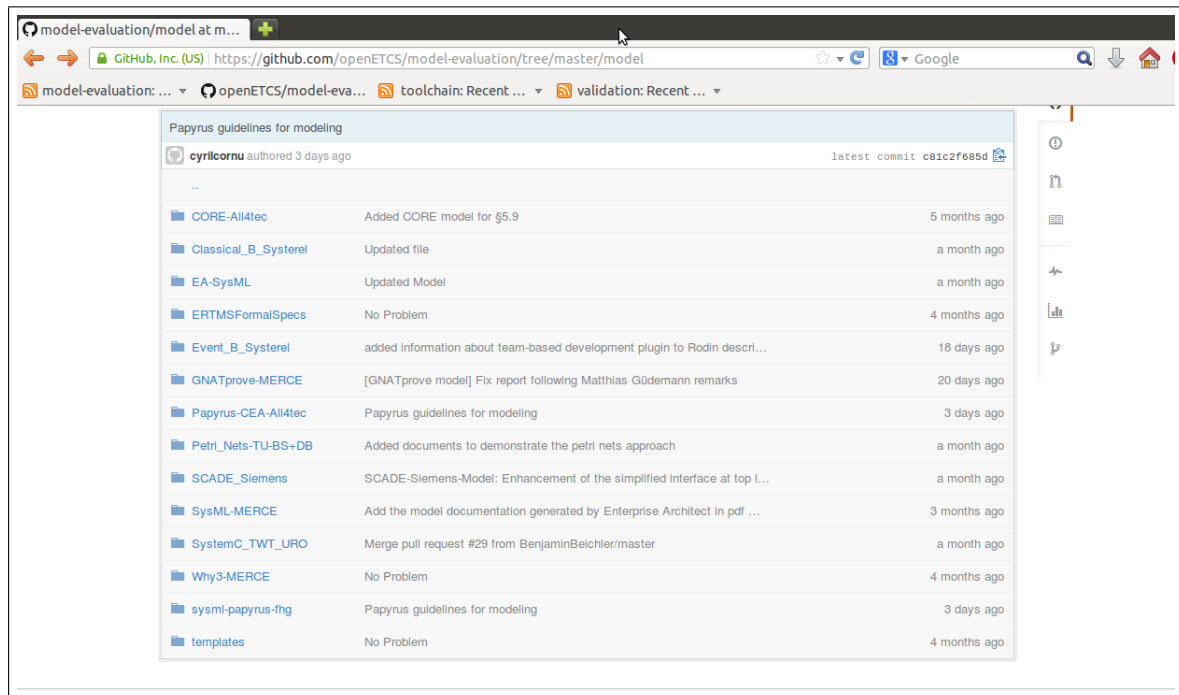 model-evaluation/model at m...
GitHub, Inc. (US) https://github.com/openETCS/model-evaluation/tree/master/model Google
model-evaluation: ... openETCS/model-eva... toolchain: Recent ... validation: Recent ...
Papyrus guidelines for modeling
cyrilcornu authored 3 days ago latest commit c81c2f685d
..
CORE-All4tec Added CORE model for §5.9 5 months ago
Classical_B_Systerel Updated file a month ago
EA-SysML Updated Model a month ago
ERTMSFormalSpecs No Problem 4 months ago
Event_B_Systerel added information about team-based development plugin to Rodin descri... 18 days ago
GNATprove-MERCE [GNATprove model] Fix report following Matthias Güdemann remarks 20 days ago
Papyrus-CEA-All4tec Papyrus guidelines for modeling 3 days ago
Petri_Nets-TU-BS+DB Added documents to demonstrate the petri nets approach a month ago
SCADE_Siemens SCADE-Siemens-Model: Enhancement of the simplified interface at top l... a month ago
SysML-MERCE Add the model documentation generated by Enterprise Architect in pdf ... 3 months ago
SystemC_TWT_URO Merge pull request #29 from BenjaminBeichler/master a month ago
Why3-MERCE No Problem 4 months ago
sysml-papyrus-fhg Papyrus guidelines for modeling 3 days ago
templates No Problem 4 months ago